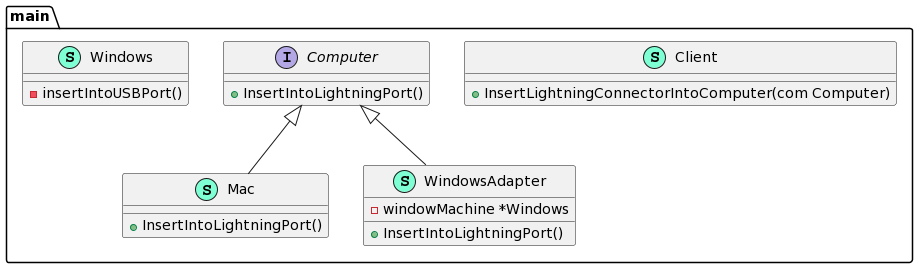 main
S Windows
insertIntoUSBPort()
I Computer
InsertIntoLightningPort()
S Client
InsertLightningConnectorIntoComputer(com Computer)
S Mac
InsertIntoLightningPort()
S WindowsAdapter
windowMachine *Windows
InsertIntoLightningPort()